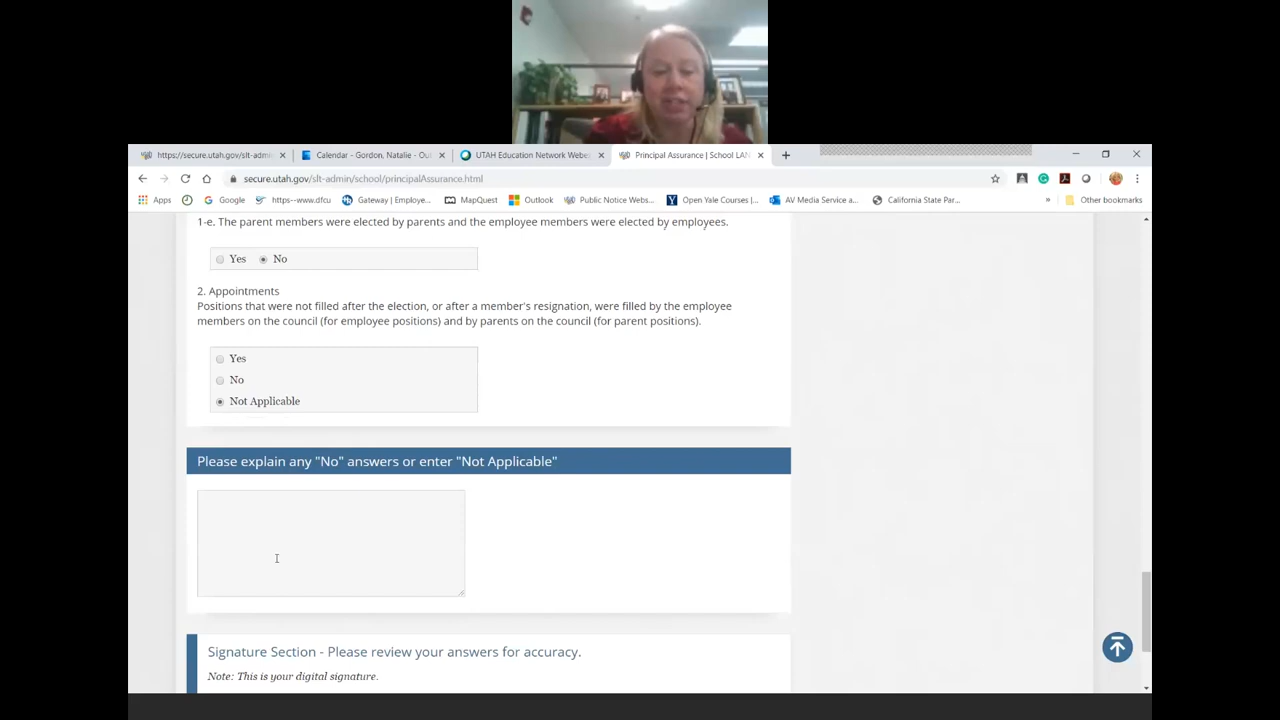 https://secure.utah.gov/slt-admi
Calendar - Gordon, Natalie - Ou
UTAH Education Network Webe
Principal Assurance | School LAN
secure.utah.gov/slt-admin/school/principalAssurance.html
Apps
Google
https--www.dfcu
Gateway | Employe...
MapQuest
Outlook
Public Notice Webs...
Open Yale Courses |...
AV Media Service a...
California State Par...
»
Other bookmarks
1-e. The parent members were elected by parents and the employee members were elected by employees.
Yes No
2. Appointments
Positions that were not filled after the election, or after a member's resignation, were filled by the employee
members on the council (for employee positions) and by parents on the council (for parent positions).
Yes
No
Not Applicable
Please explain any "No" answers or enter "Not Applicable"
Signature Section - Please review your answers for accuracy.
Note: This is your digital signature.